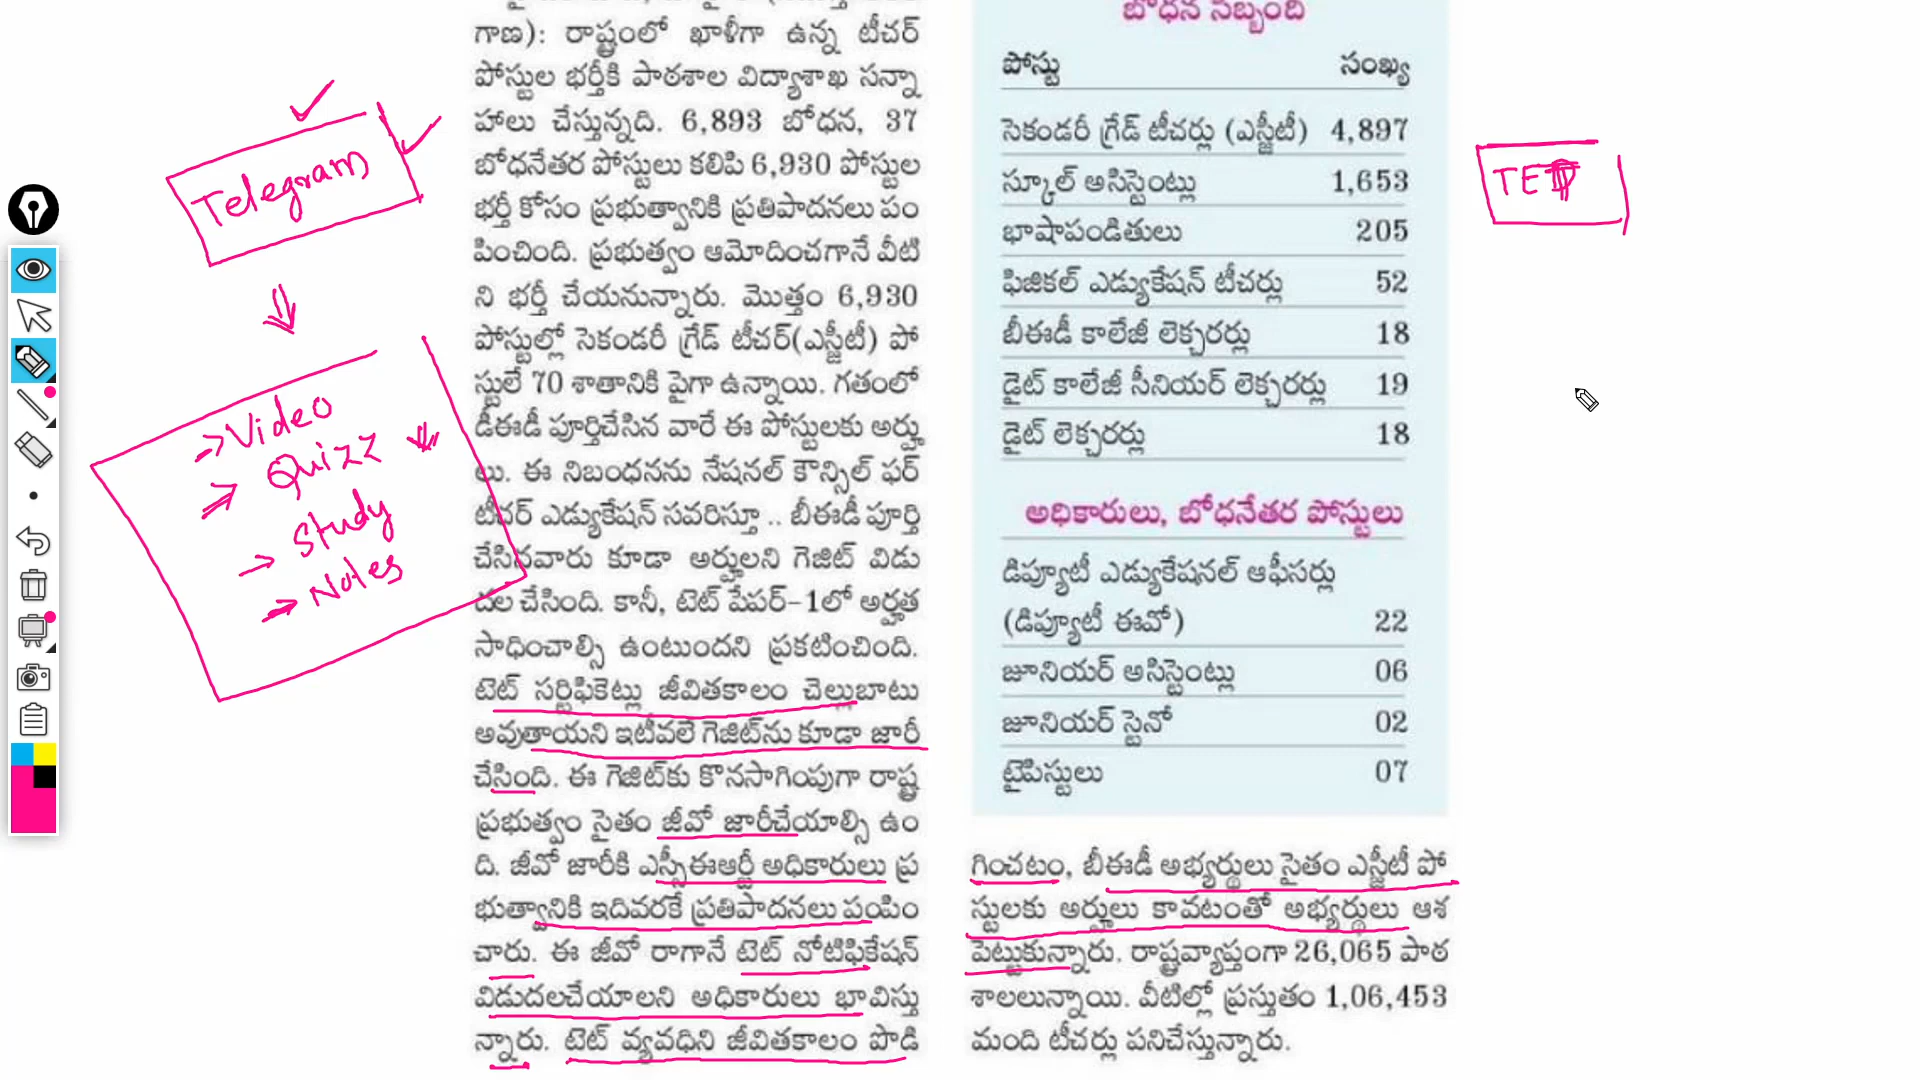 Telegram
Video
Quizz
Study
Notes
గాణ): రాష్ట్రంలో ఖాళీగా ఉన్న టీచర్
పోస్టుల భర్తీకి పాఠశాల విద్యాశాఖ సన్నా
హాలు చేస్తున్నది. 6,893 బోధన, 37
బోధనేతర పోస్టులు కలిపి 6,930 పోస్టుల
భర్తీ కోసం ప్రభుత్వానికి ప్రతిపాదనలు పం
పించింది. ప్రభుత్వం ఆమోదించగానే వీటి
ని భర్తీ చేయనున్నారు. మొత్తం 6,930
పోస్టుల్లో సెకండరీ గ్రేడ్ టీచర్(ఎస్జీటీ) పో
స్టులే 70 శాతానికి పైగా ఉన్నాయి. గతంలో
డీఈడీ పూర్తిచేసిన వారే ఈ పోస్టులకు అర్హు
లు. ఈ నిబంధనను నేషనల్ కౌన్సిల్ ఫర్
టీచర్ ఎడ్యుకేషన్ సవరిస్తూ .. బీఈడీ పూర్తి
చేసినవారు కూడా అర్హులని గెజిట్ విడు
దల చేసింది. కానీ, టెట్ పేపర్-1లో అర్హత
సాధించాల్సి ఉంటుందని ప్రకటించింది.
టెట్ సర్టిఫికెట్లు జీవితకాలం చెల్లుబాటు
అవుతాయని ఇటీవలే గెజిట్‌ను కూడా జారీ
చేసింది. ఈ గెజిట్‌కు కొనసాగింపుగా రాష్ట్ర
ప్రభుత్వం సైతం జీవో జారీచేయాల్సి ఉం
ది. జీవో జారీకి ఎస్సీఈఆర్టీ అధికారులు ప్ర
భుత్వానికి ఇదివరకే ప్రతిపాదనలు పంపిం
చారు. ఈ జీవో రాగానే టెట్ నోటిఫికేషన్
విడుదలచేయాలని అధికారులు భావిస్తు
న్నారు. టెట్ వ్యవధిని జీవితకాలం పొడి
బోధన సిబ్బంది
పోస్టు సంఖ్య
సెకండరీ గ్రేడ్ టీచర్లు (ఎస్జీటీ) 4,897
స్కూల్ అసిస్టెంట్లు 1,653
భాషాపండితులు 205
ఫిజికల్ ఎడ్యుకేషన్ టీచర్లు 52
బీఈడీ కాలేజీ లెక్చరర్లు 18
డైట్ కాలేజీ సీనియర్ లెక్చరర్లు 19
డైట్ లెక్చరర్లు 18
అధికారులు, బోధనేతర పోస్టులు
డిప్యూటీ ఎడ్యుకేషనల్ ఆఫీసర్లు
(డిప్యూటీ ఈవో) 22
జూనియర్ అసిస్టెంట్లు 06
జూనియర్ స్టెనో 02
టైపిస్టులు 07
గించటం, బీఈడీ అభ్యర్థులు సైతం ఎస్జీటీ పో
స్టులకు అర్హులు కావటంతో అభ్యర్థులు ఆశ
పెట్టుకున్నారు. రాష్ట్రవ్యాప్తంగా 26,065 పాఠ
శాలలున్నాయి. వీటిల్లో ప్రస్తుతం 1,06,453
మంది టీచర్లు పనిచేస్తున్నారు.
TET